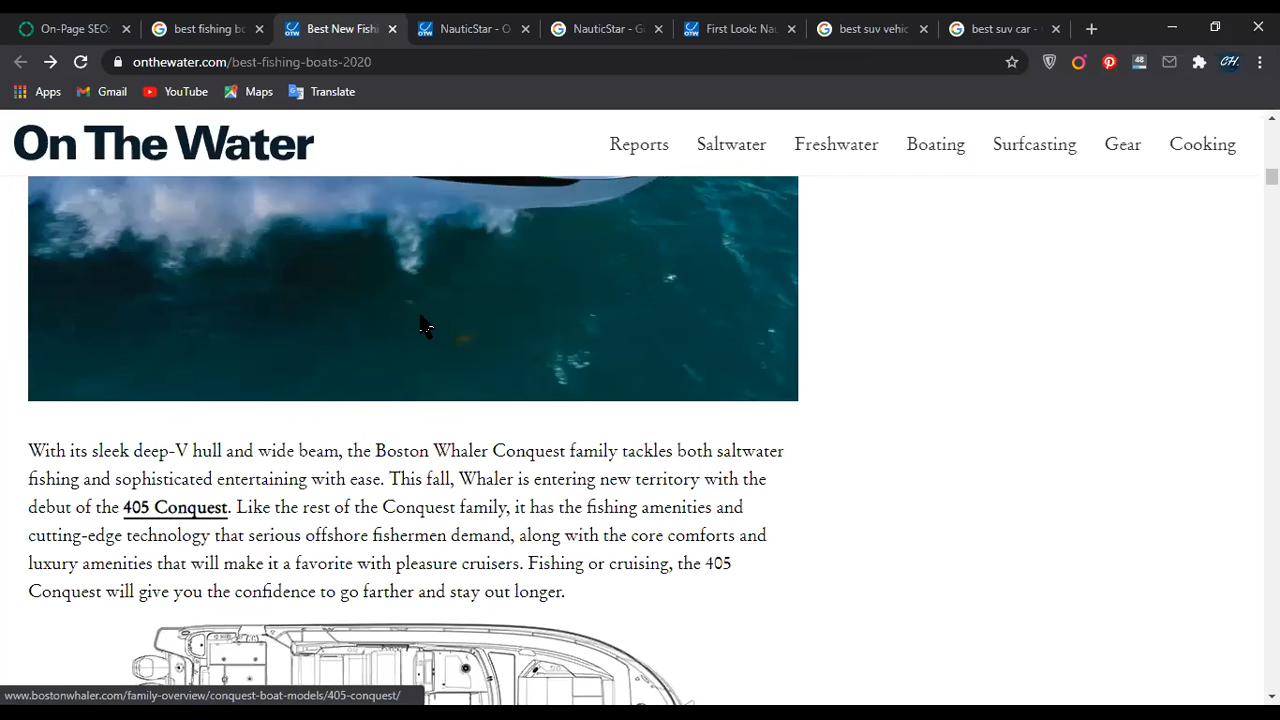 On-Page SEO:
best fishing bo
Best New Fishi
NauticStar - O
NauticStar - G
First Look: Nau
best suv vehic
best suv car -
onthewater.com/best-fishing-boats-2020
48
CH
Apps
Gmail
YouTube
Maps
Translate
On The Water
Reports
Saltwater
Freshwater
Boating
Surfcasting
Gear
Cooking
With its sleek deep-V hull and wide beam, the Boston Whaler Conquest family tackles both saltwater
fishing and sophisticated entertaining with ease. This fall, Whaler is entering new territory with the
debut of the 405 Conquest. Like the rest of the Conquest family, it has the fishing amenities and
cutting-edge technology that serious offshore fishermen demand, along with the core comforts and
luxury amenities that will make it a favorite with pleasure cruisers. Fishing or cruising, the 405
Conquest will give you the confidence to go farther and stay out longer.
www.bostonwhaler.com/family-overview/conquest-boat-models/405-conquest/